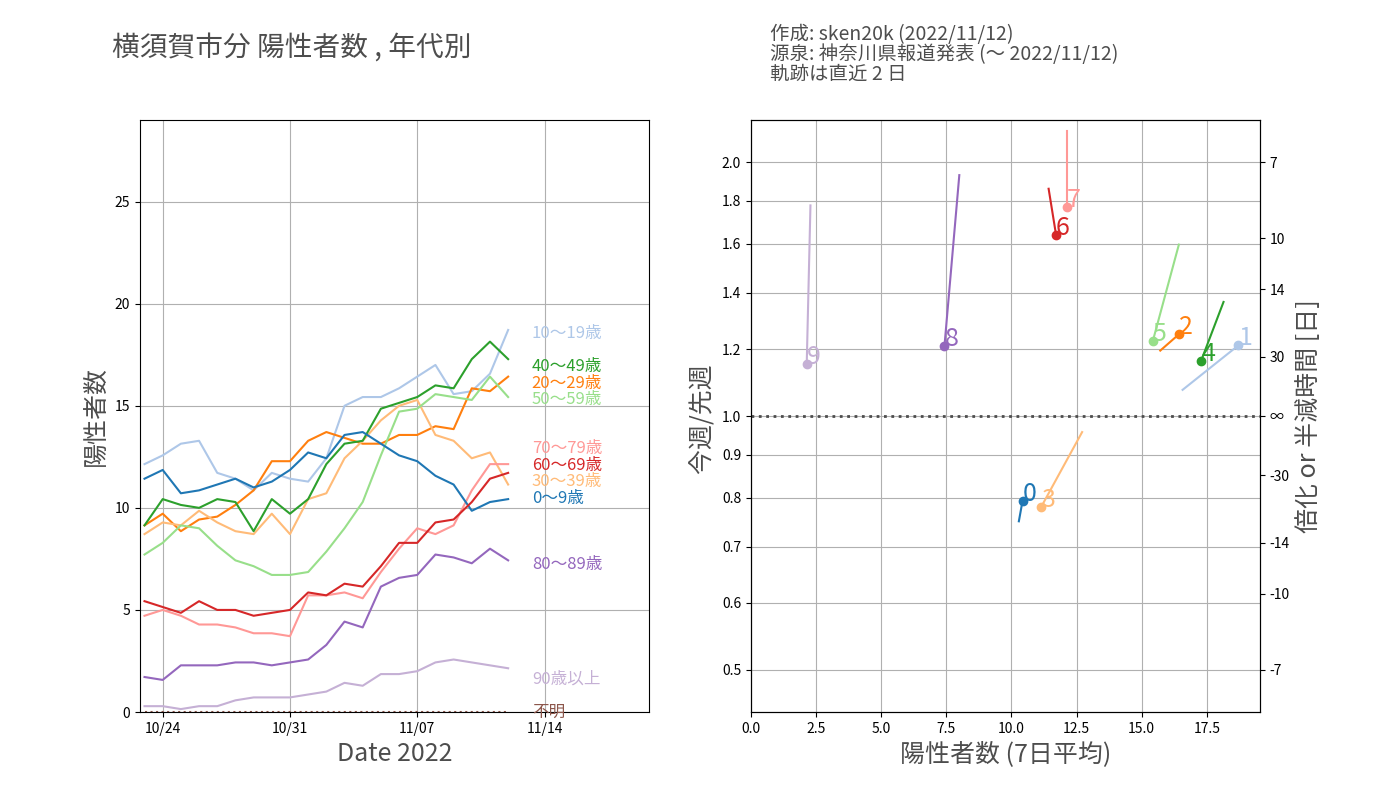 横須賀市分 陽性者数 , 年代別
作成: sken20k (2022/11/12)
源泉: 神奈川県報道発表 (〜 2022/11/12)
軌跡は直近 2 日
陽性者数
25
20
15
10
5
0
10/24
10/31
11/07
11/14
Date 2022
10〜19歳
40〜49歳
20〜29歳
50〜59歳
70〜79歳
60〜69歳
30〜39歳
0〜9歳
80〜89歳
90歳以上
不明
今週/先週
2.0
1.8
1.6
1.4
1.2
1.0
0.9
0.8
0.7
0.6
0.5
7
6
5
2
1
4
8
9
0
3
0.0
2.5
5.0
7.5
10.0
12.5
15.0
17.5
陽性者数 (7日平均)
7
10
14
30
∞
-30
-14
-10
-7
倍化 or 半減時間 [日]